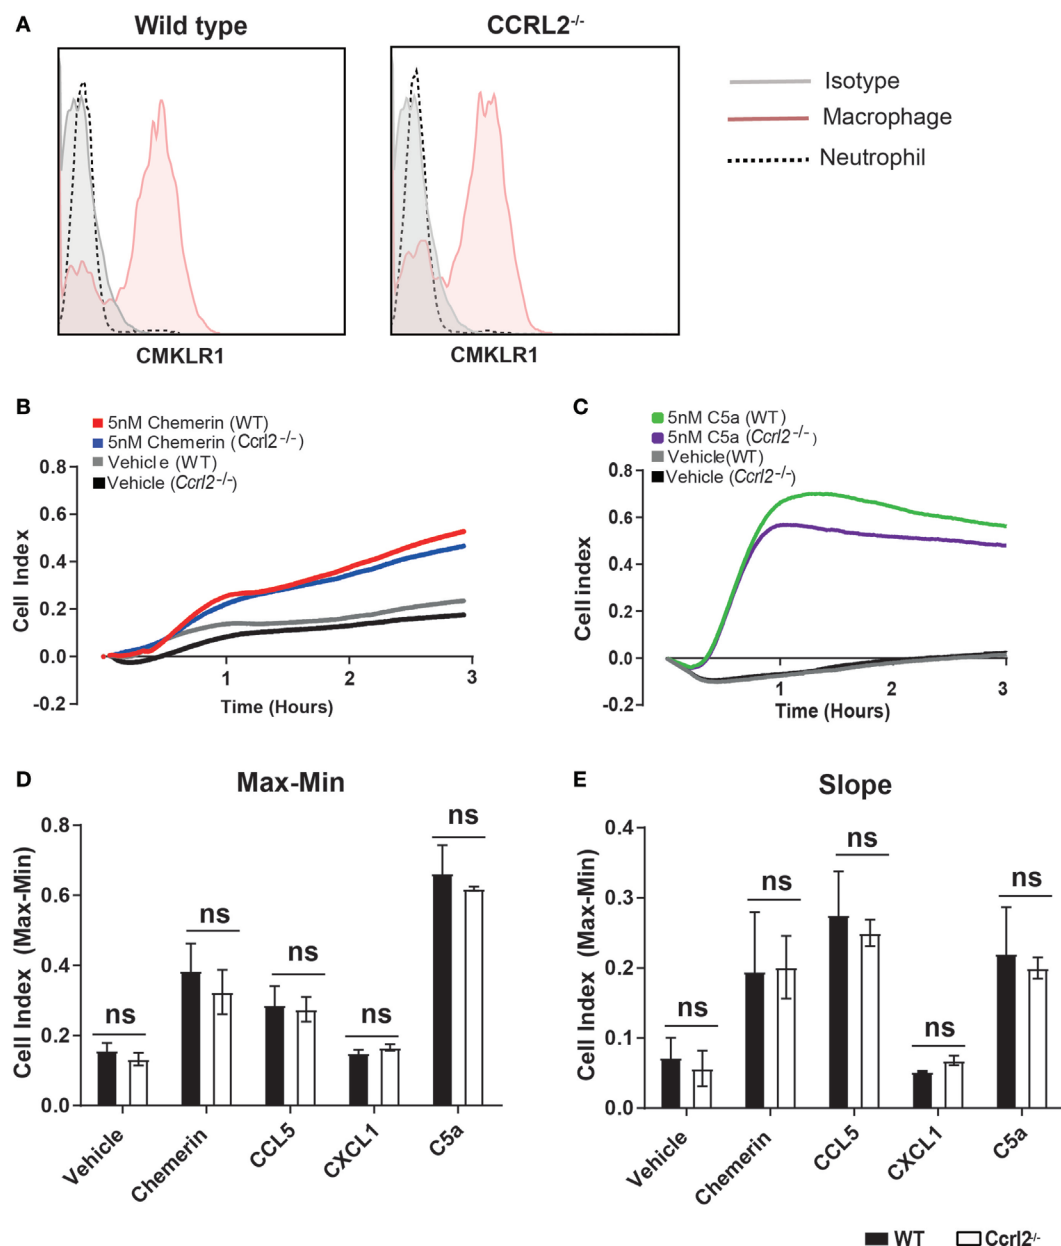 A
Wild type
CCRL2-/-
Isotype
Macrophage
Neutrophil
CMKLR1
CMKLR1
B
5nM Chemerin (WT)
5nM Chemerin (Ccrl2-/-)
Vehicle (WT)
Vehicle (Ccrl2-/-)
0.8
0.6
0.4
0.2
0.0
-0.2
Cell Index
1
2
3
Time (Hours)
C
5nM C5a (WT)
5nM C5a (Ccrl2-/-)
Vehicle(WT)
Vehicle (Ccrl2-/-)
0.8
0.6
0.4
0.2
0.0
-0.2
Cell index
1
2
3
Time (Hours)
D
Max-Min
Cell Index (Max-Min)
0.8
0.6
0.4
0.2
0.0
ns
ns
ns
ns
ns
Vehicle
Chemerin
CCL5
CXCL1
C5a
E
Slope
Cell Index (Max-Min)
0.4
0.3
0.2
0.1
0.0
ns
ns
ns
ns
ns
Vehicle
Chemerin
CCL5
CXCL1
C5a
WT
Ccrl2-/-